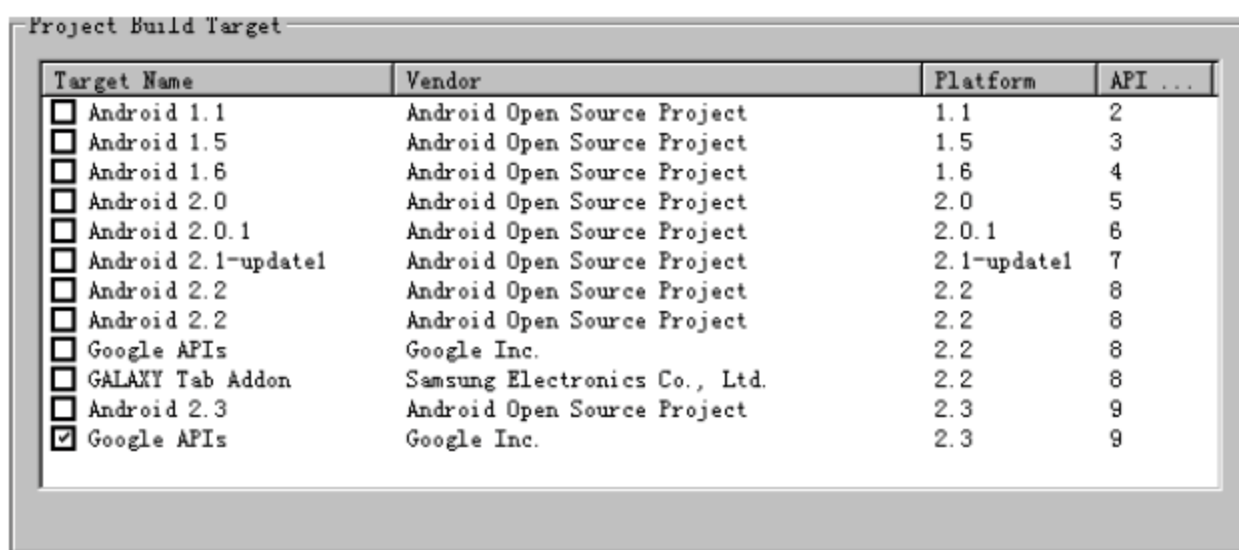 Project Build Target
Target Name Vendor Platform API ...
Android 1.1 Android Open Source Project 1.1 2
Android 1.5 Android Open Source Project 1.5 3
Android 1.6 Android Open Source Project 1.6 4
Android 2.0 Android Open Source Project 2.0 5
Android 2.0.1 Android Open Source Project 2.0.1 6
Android 2.1-update1 Android Open Source Project 2.1-update1 7
Android 2.2 Android Open Source Project 2.2 8
Android 2.2 Android Open Source Project 2.2 8
Google APIs Google Inc. 2.2 8
GALAXY Tab Addon Samsung Electronics Co., Ltd. 2.2 8
Android 2.3 Android Open Source Project 2.3 9
Google APIs Google Inc. 2.3 9